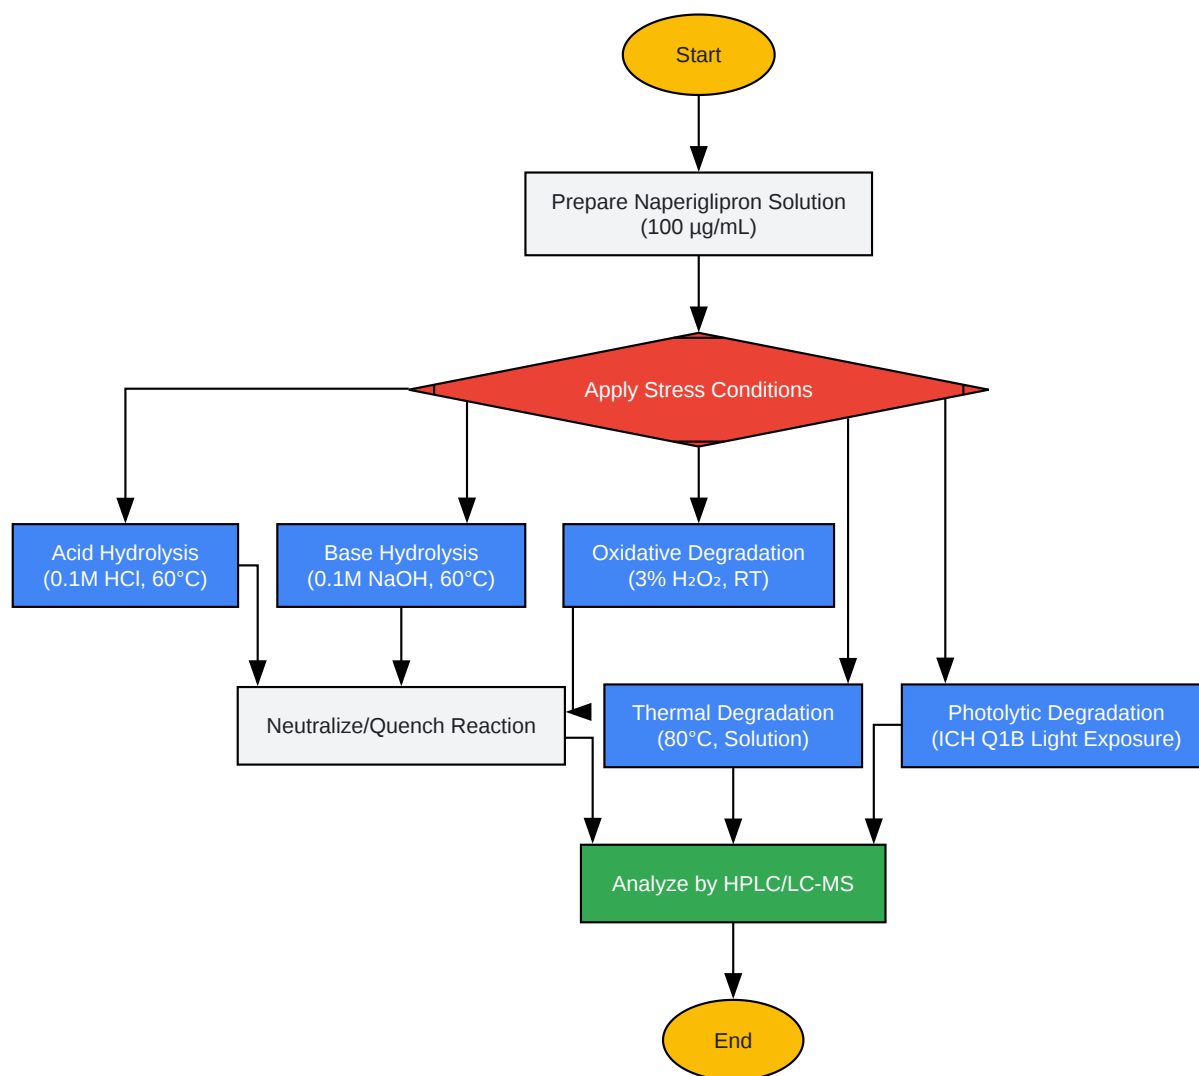 Start
Prepare Naperiglipron Solution
(100 µg/mL)
Apply Stress Conditions
Acid Hydrolysis
(0.1M HCl, 60°C)
Base Hydrolysis
(0.1M NaOH, 60°C)
Oxidative Degradation
(3% H₂O₂, RT)
Neutralize/Quench Reaction
Thermal Degradation
(80°C, Solution)
Photolytic Degradation
(ICH Q1B Light Exposure)
Analyze by HPLC/LC-MS
End